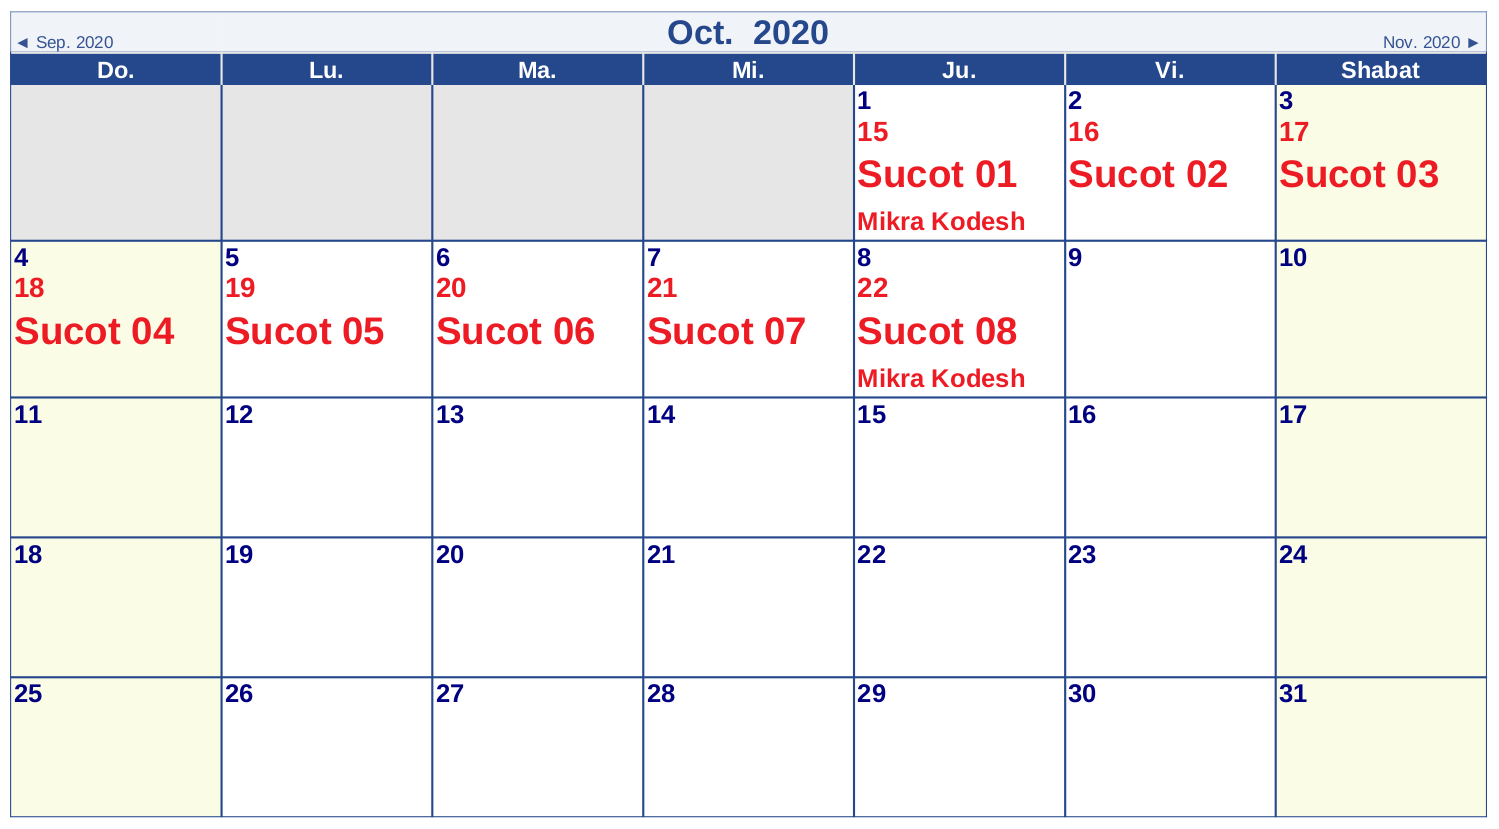 Oct. 2020
◄ Sep. 2020
Nov. 2020 ►
Do. Lu. Ma. Mi. Ju. Vi. Shabat
1 2 3
15 16 17
Sucot 01 Sucot 02 Sucot 03
Mikra Kodesh
4 5 6 7 8 9 10
18 19 20 21 22
Sucot 04 Sucot 05 Sucot 06 Sucot 07 Sucot 08
Mikra Kodesh
11 12 13 14 15 16 17
18 19 20 21 22 23 24
25 26 27 28 29 30 31